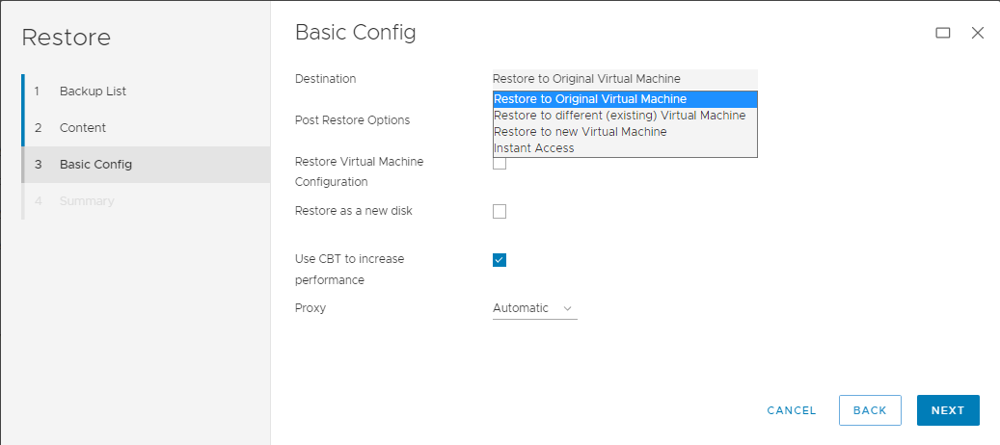 Restore
1 Backup List
2 Content
3 Basic Config
4 Summary
Basic Config
Destination
Restore to Original Virtual Machine
Restore to Original Virtual Machine
Restore to different (existing) Virtual Machine
Restore to new Virtual Machine
Instant Access
Post Restore Options
Restore Virtual Machine
Configuration
Restore as a new disk
Use CBT to increase
performance
Proxy
Automatic
CANCEL
BACK
NEXT